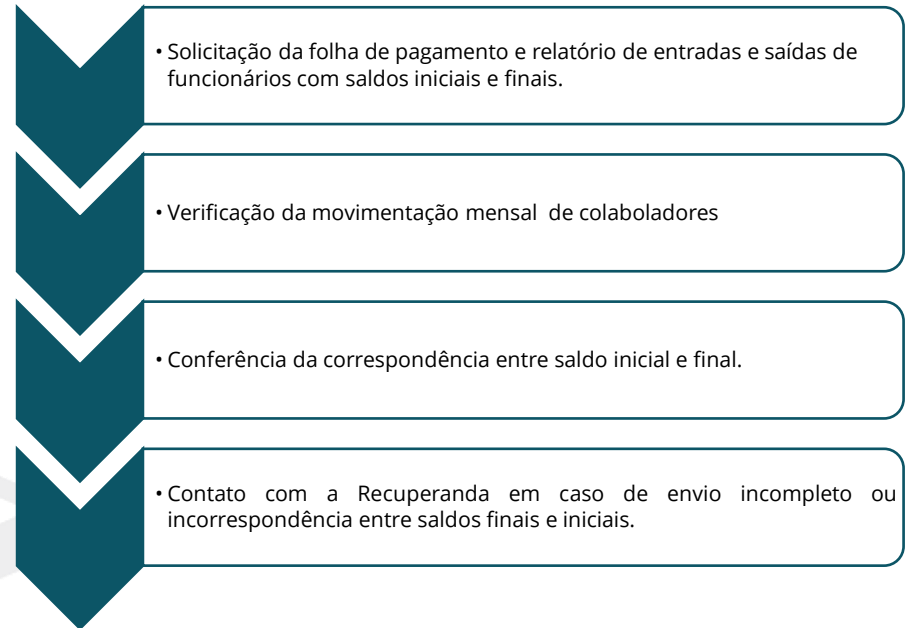 • Solicitação da folha de pagamento e relatório de entradas e saídas de
funcionários com saldos iniciais e finais.
• Verificação da movimentação mensal  de colaboladores
• Conferência da correspondência entre saldo inicial e final.
• Contato com a Recuperanda em caso de envio incompleto ou
incorrespondência entre saldos finais e iniciais.